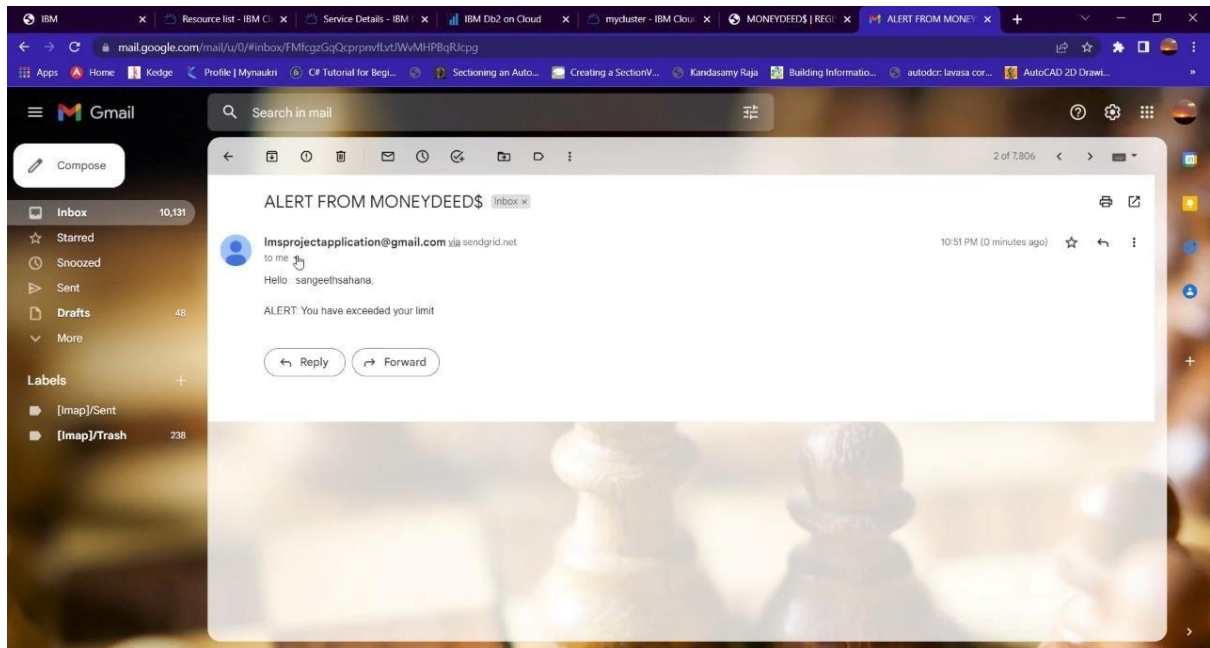 IBM
Resource list - IBM Cl
Service Details - IBM (
IBM Db2 on Cloud
mycluster - IBM Clou
MONEYDEED$ | REGI
ALERT FROM MONEY
mail.google.com/mail/u/0/#inbox/FMfcgzGqQcprpnvfLvtJWvMHPBqRJcpg
Apps
Home
Kedge
Profile | Mynaukri
C# Tutorial for Begi...
Sectioning an Auto...
Creating a SectionV...
Kandasamy Raja
Building Informatio...
autodcr: lavasa cor...
AutoCAD 2D Drawi...
»
Gmail
Search in mail
Compose
2 of 7,806
Inbox 10,131
Starred
Snoozed
Sent
Drafts 48
More
Labels
[Imap]/Sent
[Imap]/Trash 238
ALERT FROM MONEYDEED$ Inbox ×
lmsprojectapplication@gmail.com via sendgrid.net
10:51 PM (0 minutes ago)
to me
Hello sangeethsahana,
ALERT: You have exceeded your limit
Reply
Forward